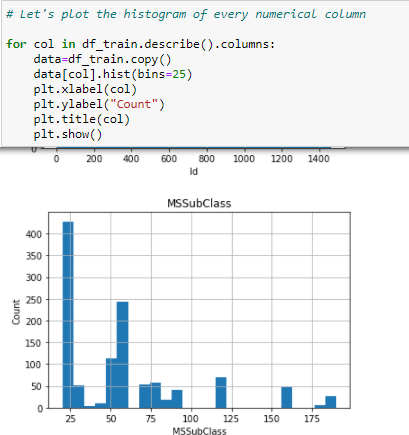 # Let's plot the histogram of every numerical column
for col in df_train.describe().columns:
    data=df_train.copy()
    data[col].hist(bins=25)
    plt.xlabel(col)
    plt.ylabel("Count")
    plt.title(col)
    plt.show()
0 200 400 600 800 1000 1200 1400
Id
MSSubClass
400
350
300
250
200
150
100
50
0
Count
25 50 75 100 125 150 175
MSSubClass